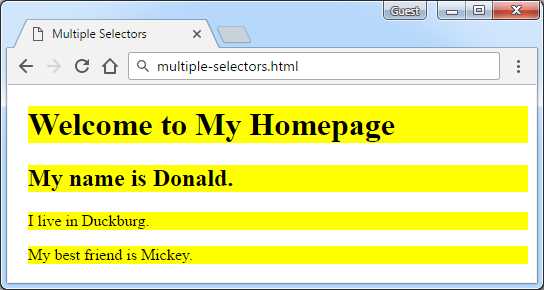 Guest
Multiple Selectors
multiple-selectors.html
Welcome to My Homepage
My name is Donald.
I live in Duckburg.
My best friend is Mickey.